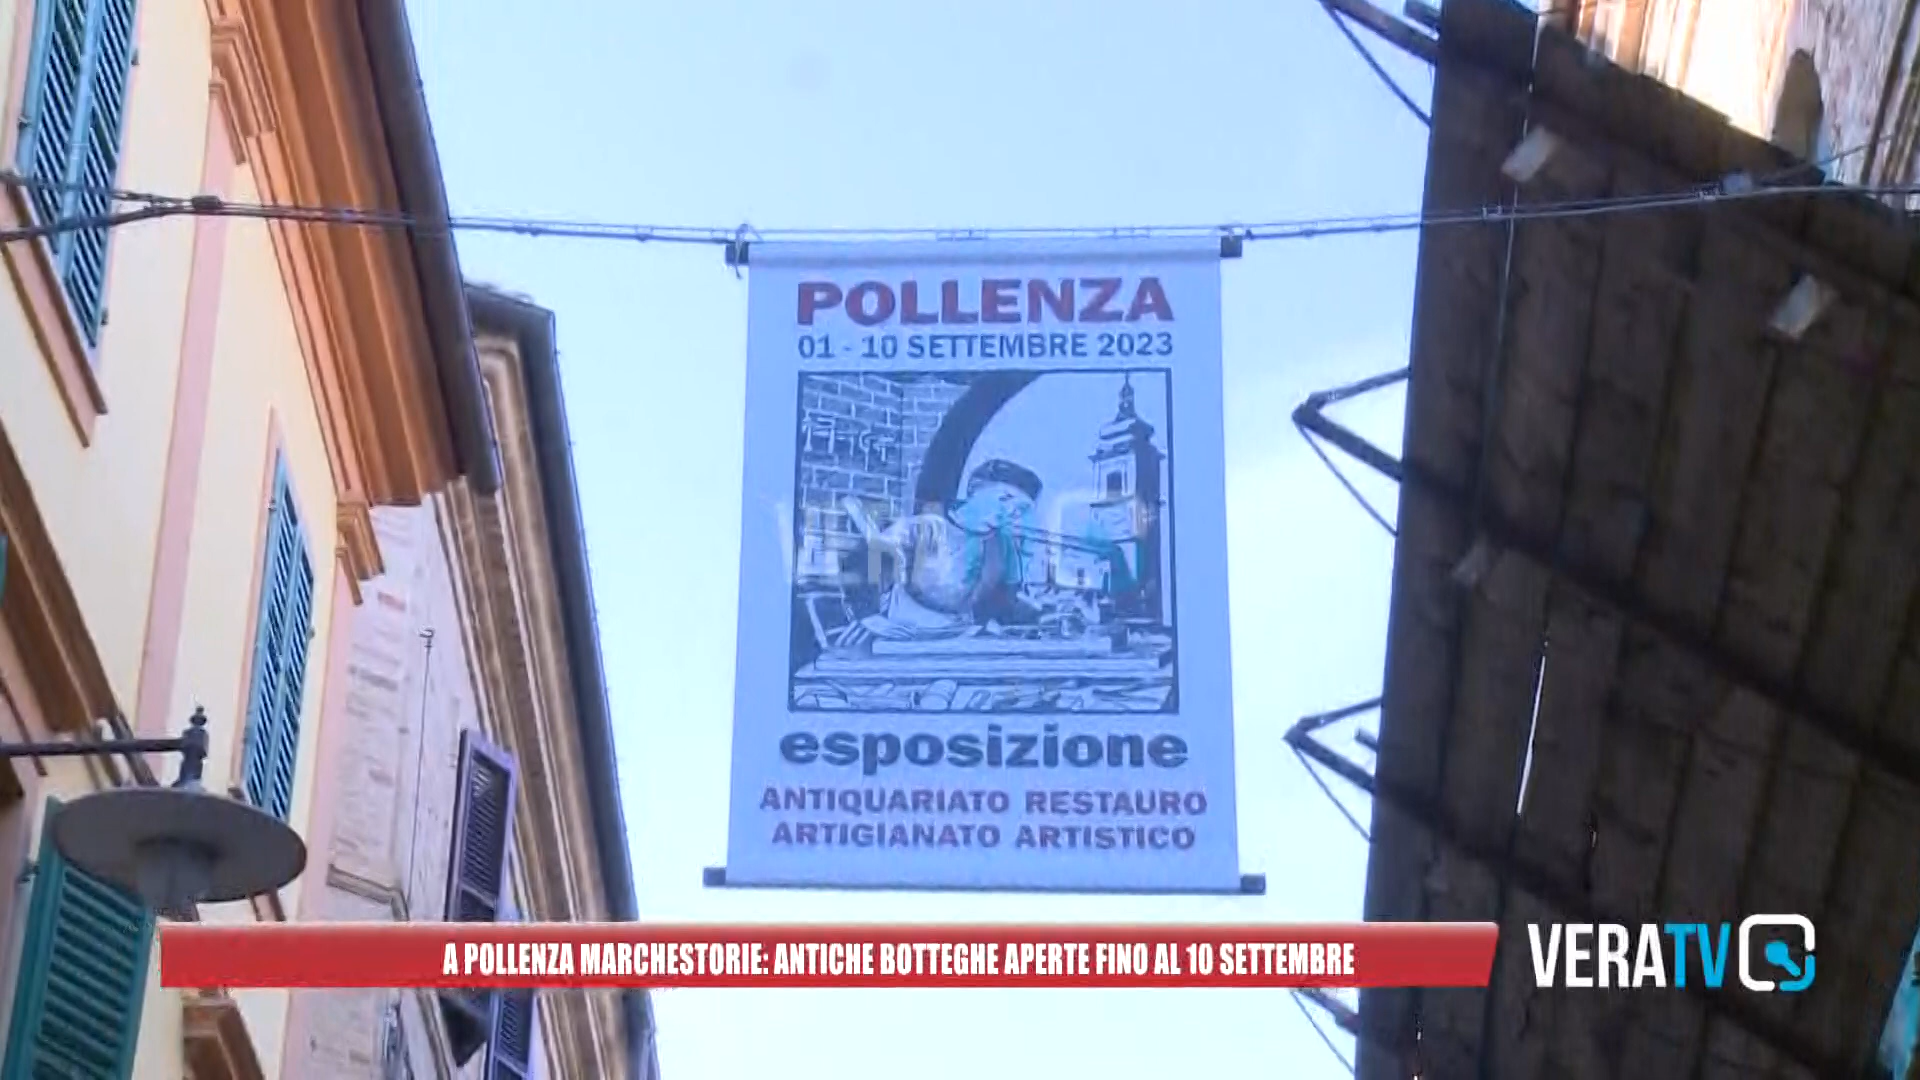 POLLENZA
01 - 10 SETTEMBRE 2023
VERATV
esposizione
ANTIQUARIATO RESTAURO
ARTIGIANATO ARTISTICO
A POLLENZA MARCHESTORIE: ANTICHE BOTTEGHE APERTE FINO AL 10 SETTEMBRE
VERATV